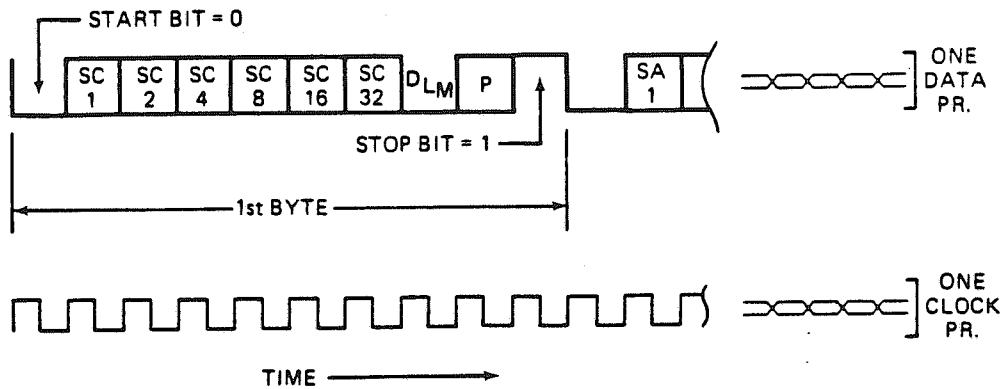 START BIT = 0
SC 1
SC 2
SC 4
SC 8
SC 16
SC 32
DLM
P
SA 1
STOP BIT = 1
1st BYTE
ONE
DATA
PR.
ONE
CLOCK
PR.
TIME